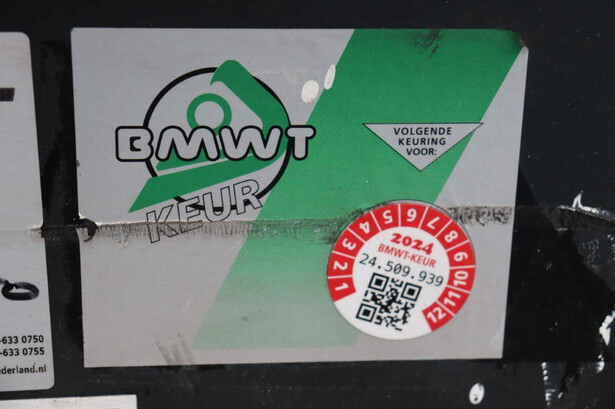 BMWT
KEUR
VOLGENDE
KEURING
VOOR:
1 2 3 4 5 6 7 8 9 10 11 12
2024
BMWT-KEUR
24.509.939
-633 0750
-633 0755
derland.nl